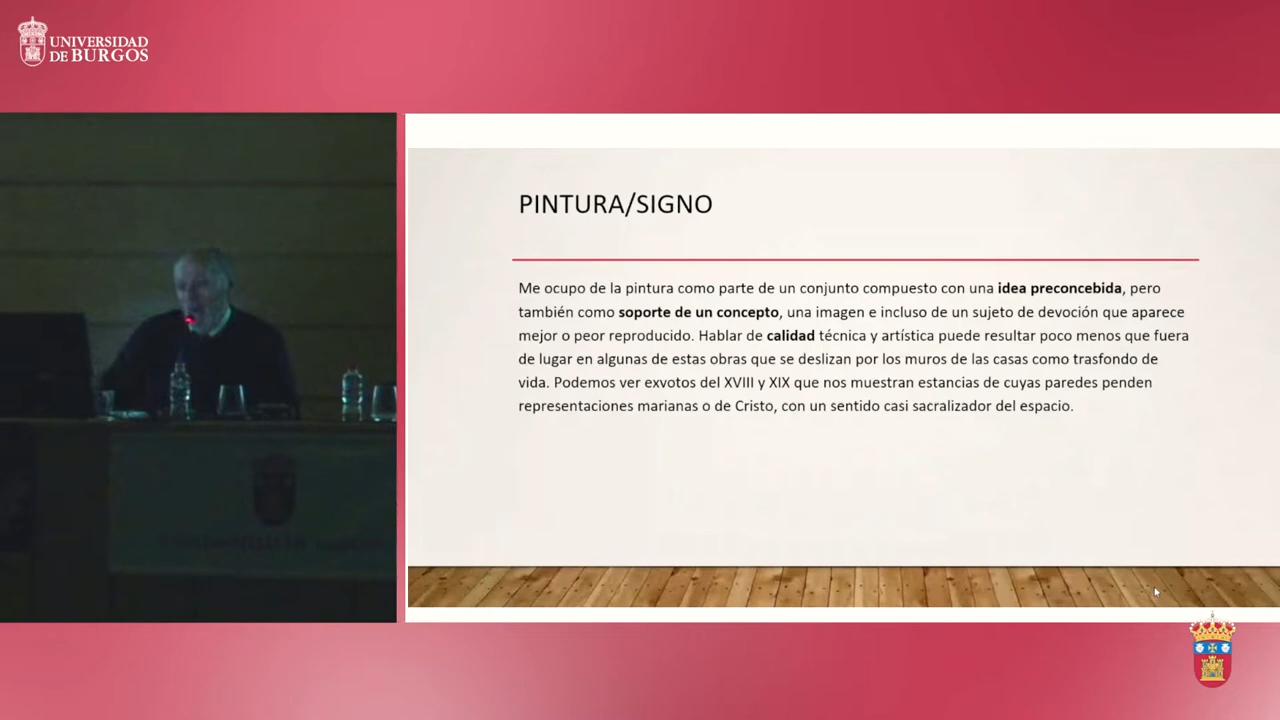 UNIVERSIDAD
DE BURGOS
PINTURA/SIGNO
Me ocupo de la pintura como parte de un conjunto compuesto con una idea preconcebida, pero
también como soporte de un concepto, una imagen e incluso de un sujeto de devoción que aparece
mejor o peor reproducido. Hablar de calidad técnica y artística puede resultar poco menos que fuera
de lugar en algunas de estas obras que se deslizan por los muros de las casas como trasfondo de
vida. Podemos ver exvotos del XVIII y XIX que nos muestran estancias de cuyas paredes penden
representaciones marianas o de Cristo, con un sentido casi sacralizador del espacio.